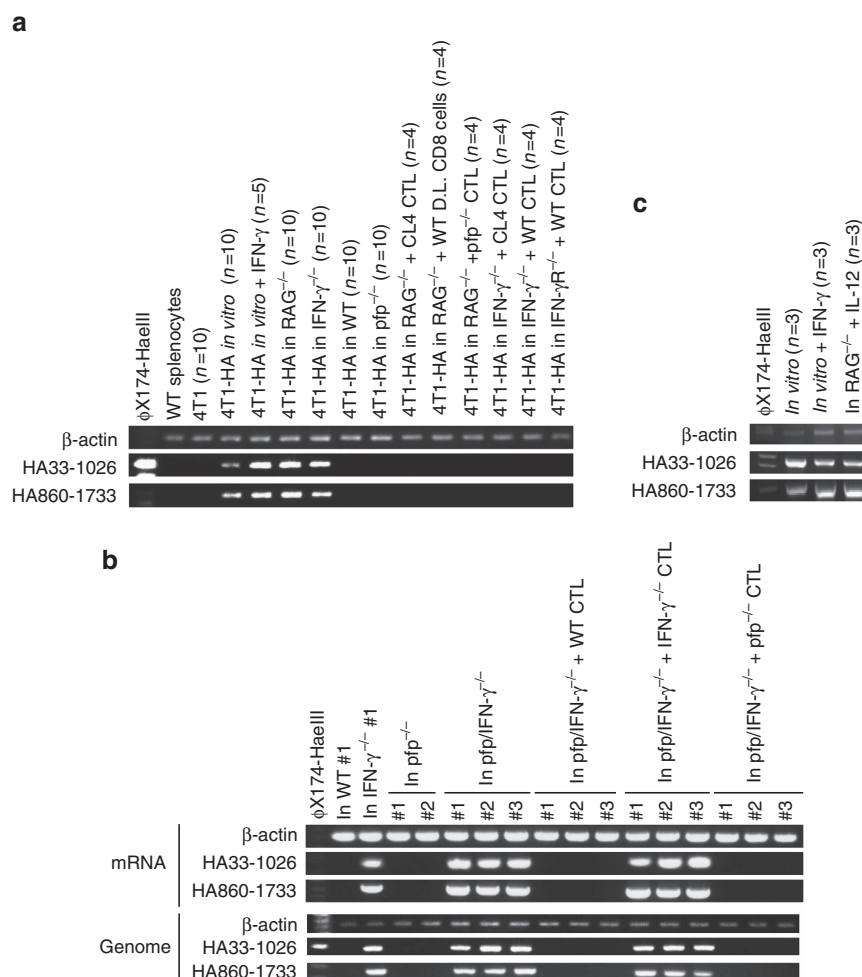 a
ϕX174-HaeIII
WT splenocytes
4T1 (n=10)
4T1-HA in vitro (n=10)
4T1-HA in vitro + IFN-γ (n=5)
4T1-HA in RAG–/– (n=10)
4T1-HA in IFN-γ–/– (n=10)
4T1-HA in WT (n=10)
4T1-HA in pfp–/– (n=10)
4T1-HA in RAG–/– + CL4 CTL (n=4)
4T1-HA in RAG–/– + WT D.L. CD8 cells (n=4)
4T1-HA in RAG–/– +pfp–/– CTL (n=4)
4T1-HA in IFN-γ–/– + CL4 CTL (n=4)
4T1-HA in IFN-γ–/– + WT CTL (n=4)
4T1-HA in IFN-γR–/– + WT CTL (n=4)
β-actin
HA33-1026
HA860-1733
c
ϕX174-HaeIII
In vitro (n=3)
In vitro + IFN-γ (n=3)
In RAG–/– + IL-12 (n=3)
β-actin
HA33-1026
HA860-1733
b
ϕX174-HaeIII
In WT #1
In IFN-γ–/– #1
In pfp–/–
In pfp/IFN-γ–/–
In pfp/IFN-γ–/– + WT CTL
In pfp/IFN-γ–/– + IFN-γ–/– CTL
In pfp/IFN-γ–/– + pfp–/– CTL
#1 #2 #1 #2 #3 #1 #2 #3 #1 #2 #3 #1 #2 #3
mRNA
β-actin
HA33-1026
HA860-1733
Genome
β-actin
HA33-1026
HA860-1733